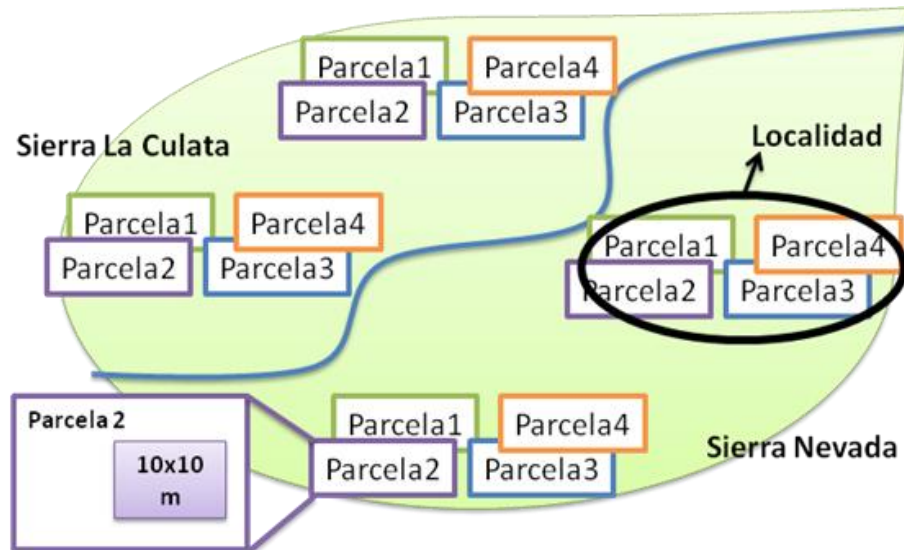 Parcela1
Parcela4
Parcela2
Parcela3
Sierra La Culata
Localidad
Parcela1
Parcela4
Parcela2
Parcela3
Parcela1
Parcela4
Parcela2
Parcela3
Parcela 2
10x10
m
Parcela1
Parcela4
Parcela2
Parcela3
Sierra Nevada